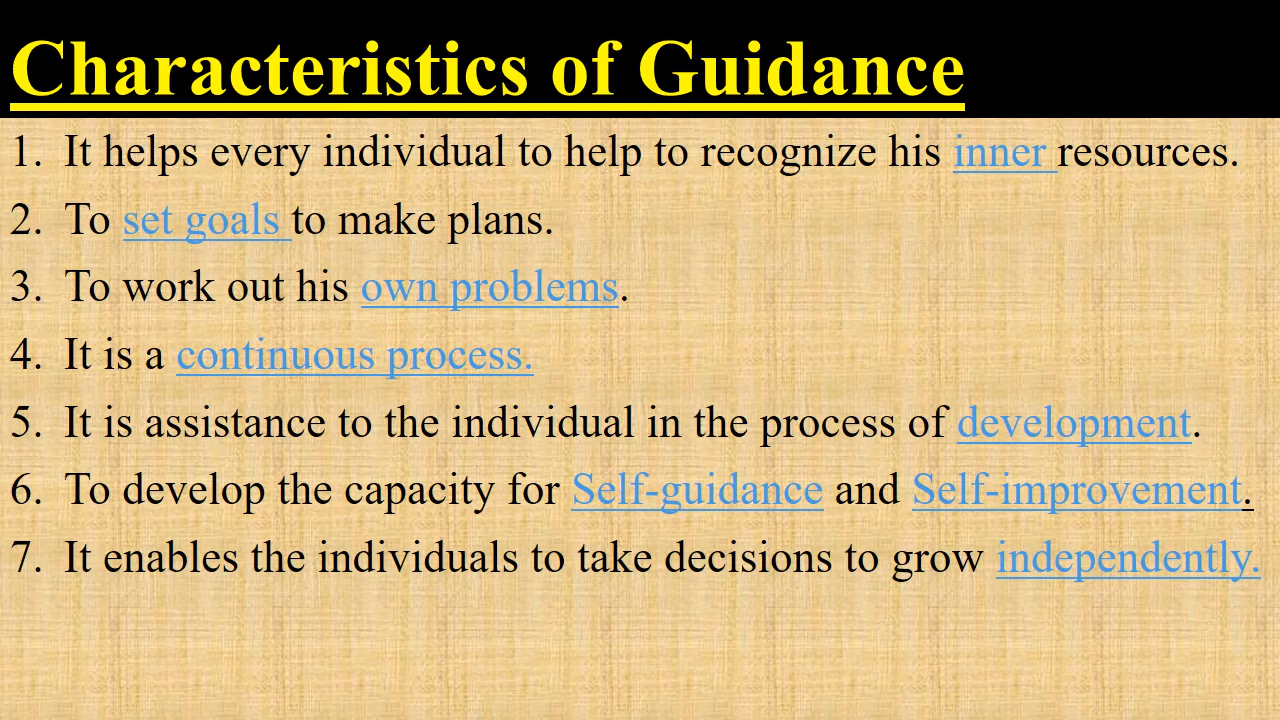 Characteristics of Guidance
1. It helps every individual to help to recognize his inner resources.
2. To set goals to make plans.
3. To work out his own problems.
4. It is a continuous process.
5. It is assistance to the individual in the process of development.
6. To develop the capacity for Self-guidance and Self-improvement.
7. It enables the individuals to take decisions to grow independently.